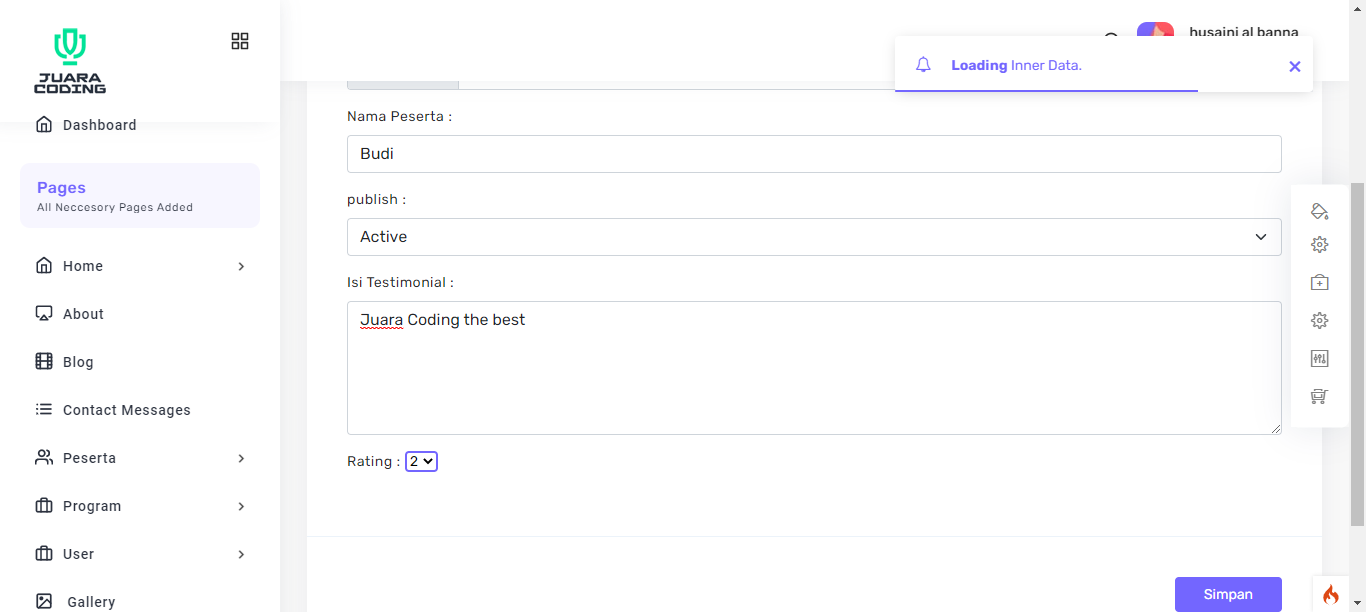 JUARA
CODING
husaini al banna
Loading Inner Data.
Dashboard
Pages
All Neccesory Pages Added
Home
About
Blog
Contact Messages
Peserta
Program
User
Gallery
Nama Peserta :
Budi
publish :
Active
Isi Testimonial :
Juara Coding the best
Rating : 2
Simpan